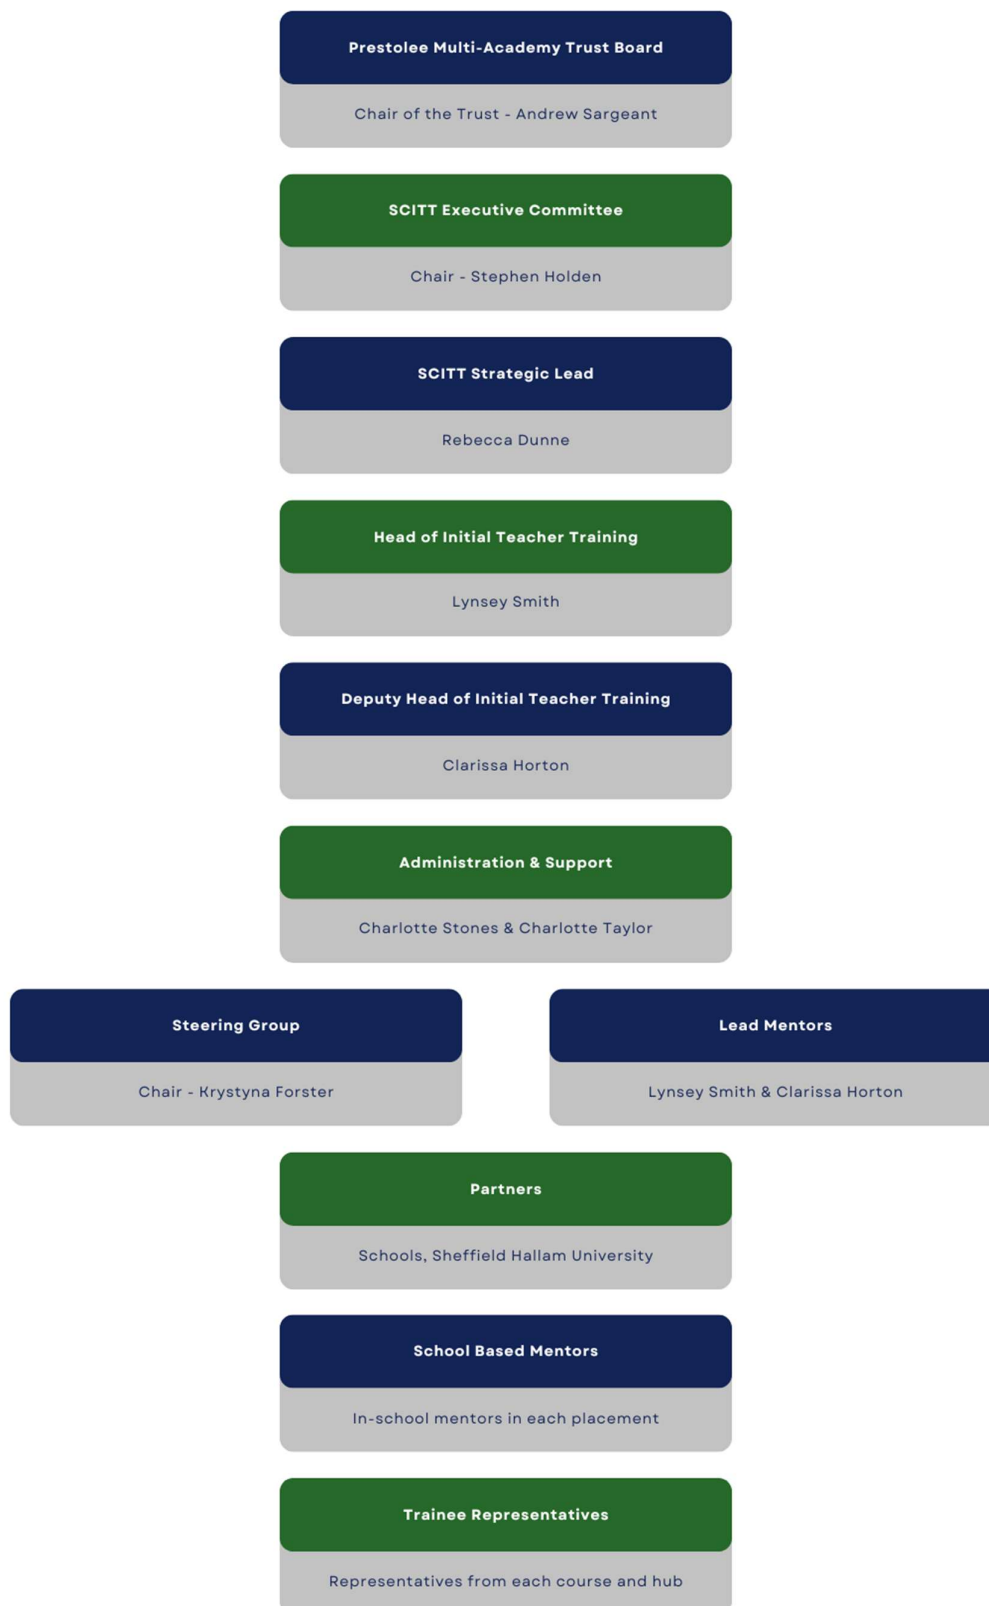 Prestolee Multi-Academy Trust Board
Chair of the Trust - Andrew Sargeant
SCITT Executive Committee
Chair - Stephen Holden
SCITT Strategic Lead
Rebecca Dunne
Head of Initial Teacher Training
Lynsey Smith
Deputy Head of Initial Teacher Training
Clarissa Horton
Administration & Support
Charlotte Stones & Charlotte Taylor
Steering Group
Chair - Krystyna Forster
Lead Mentors
Lynsey Smith & Clarissa Horton
Partners
Schools, Sheffield Hallam University
School Based Mentors
In-school mentors in each placement
Trainee Representatives
Representatives from each course and hub